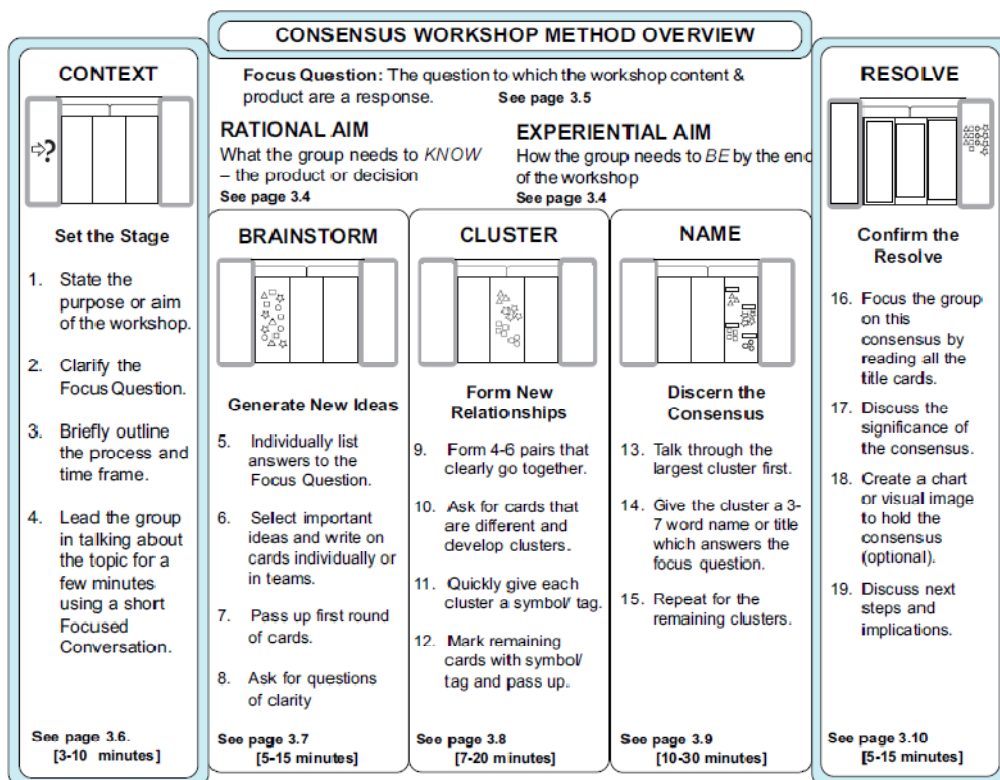 CONSENSUS WORKSHOP METHOD OVERVIEW
Focus Question: The question to which the workshop content &
product are a response. See page 3.5
RATIONAL AIM
What the group needs to KNOW
– the product or decision
See page 3.4
EXPERIENTIAL AIM
How the group needs to BE by the end
of the workshop
See page 3.4
CONTEXT
?
Set the Stage
1. State the
purpose or aim
of the workshop.
2. Clarify the
Focus Question.
3. Briefly outline
the process and
time frame.
4. Lead the group
in talking about
the topic for a
few minutes
using a short
Focused
Conversation.
See page 3.6.
[3-10 minutes]
BRAINSTORM
Generate New Ideas
5. Individually list
answers to the
Focus Question.
6. Select important
ideas and write on
cards individually or
in teams.
7. Pass up first round
of cards.
8. Ask for questions
of clarity
See page 3.7
[5-15 minutes]
CLUSTER
Form New
Relationships
9. Form 4-6 pairs that
clearly go together.
10. Ask for cards that
are different and
develop clusters.
11. Quickly give each
cluster a symbol/ tag.
12. Mark remaining
cards with symbol/
tag and pass up.
See page 3.8
[7-20 minutes]
NAME
Discern the
Consensus
13. Talk through the
largest cluster first.
14. Give the cluster a 3-
7 word name or title
which answers the
focus question.
15. Repeat for the
remaining clusters.
See page 3.9
[10-30 minutes]
RESOLVE
Confirm the
Resolve
16. Focus the group
on this
consensus by
reading all the
title cards.
17. Discuss the
significance of
the consensus.
18. Create a chart
or visual image
to hold the
consensus
(optional).
19. Discuss next
steps and
implications.
See page 3.10
[5-15 minutes]